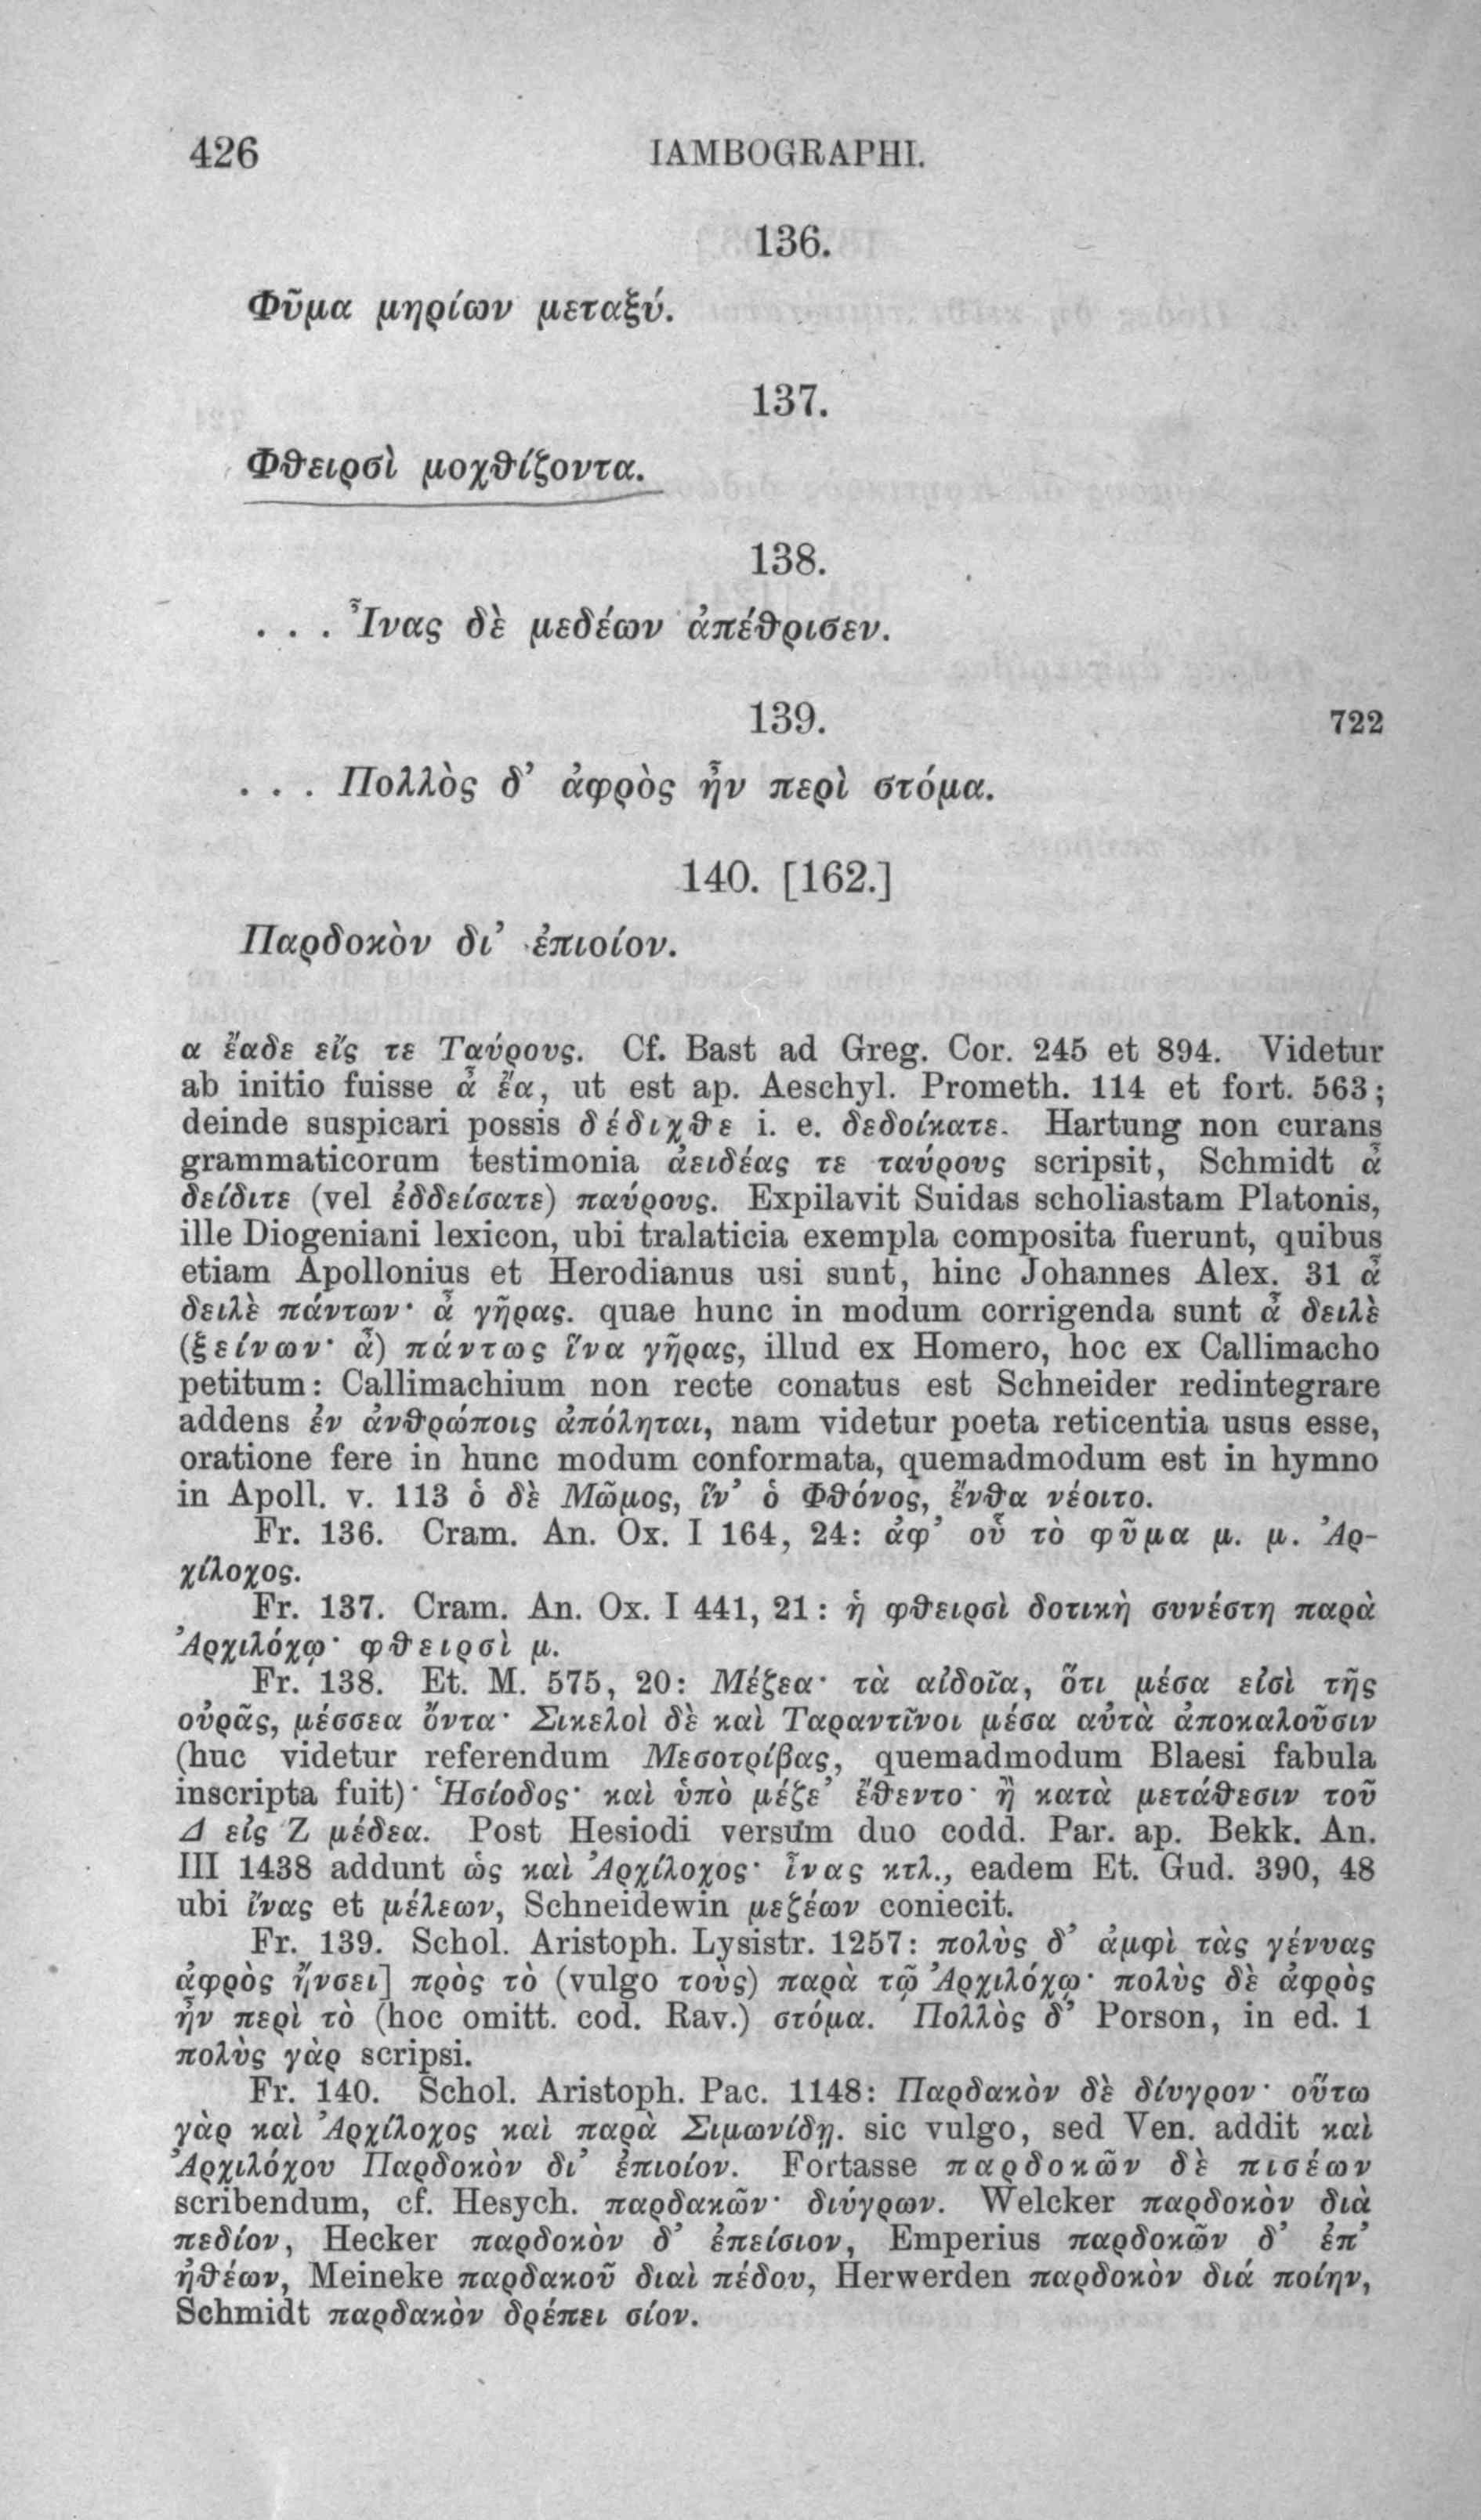 426 IAMBOGRAPHI.
136.
Φῦμα μηρίων μεταξύ.
137.
Φθειρσὶ μοχθίζοντα.
138.
. . . Ἶνας δὲ μεδέων ἀπέθρισεν.
139. 722
. . . Πολλὸς δ’ ἀφρὸς ἦν περὶ στόμα.
140. [162.]
Παρδοκὸν δι’ ἐπιοίον.
α ἔαδε εἴς τε Ταύρους. Cf. Bast ad Greg. Cor. 245 et 894. Videtur
ab initio fuisse ἆ ἔα, ut est ap. Aeschyl. Prometh. 114 et fort. 563;
deinde suspicari possis δέδιχθε i. e. δεδοίκατε. Hartung non curans
grammaticorum testimonia ἀειδέας τε ταύρους scripsit, Schmidt ἆ
δείδιτε (vel ἐδδείσατε) παύρους. Expilavit Suidas scholiastam Platonis,
ille Diogeniani lexicon, ubi tralaticia exempla composita fuerunt, quibus
etiam Apollonius et Herodianus usi sunt, hinc Johannes Alex. 31 ἆ
δειλὲ πάντων· ἆ γῆρας. quae hunc in modum corrigenda sunt ἆ δειλὲ
(ξείνων· ἆ) πάντως ἵνα γῆρας, illud ex Homero, hoc ex Callimacho
petitum: Callimachium non recte conatus est Schneider redintegrare
addens ἐν ἀνθρώποις ἀπόληται, nam videtur poeta reticentia usus esse,
oratione fere in hunc modum conformata, quemadmodum est in hymno
in Apoll. v. 113 ὁ δὲ Μῶμος, ἵν’ ὁ Φθόνος, ἔνθα νέοιτο.
Fr. 136. Cram. An. Ox. I 164, 24: ἀφ’ οὗ τὸ φῦμα μ. μ. Ἀρ-
χίλοχος.
Fr. 137. Cram. An. Ox. I 441, 21: ἡ φθειρσὶ δοτικὴ συνέστη παρὰ
Ἀρχιλόχῳ· φθειρσὶ μ.
Fr. 138. Et. M. 575, 20: Μέζεα· τὰ αἰδοῖα, ὅτι μέσα εἰσὶ τῆς
οὐρᾶς, μέσσεα ὄντα· Σικελοὶ δὲ καὶ Ταραντῖνοι μέσα αὐτὰ ἀποκαλοῦσιν
(huc videtur referendum Μεσοτρίβας, quemadmodum Blaesi fabula
inscripta fuit)· Ἡσίοδος· καὶ ὑπὸ μέζε’ ἔθεντο· ἢ κατὰ μετάθεσιν τοῦ
Δ εἰς Ζ μέδεα. Post Hesiodi versum duo codd. Par. ap. Bekk. An.
III 1438 addunt ὡς καὶ Ἀρχίλοχος· ἶνας κτλ., eadem Et. Gud. 390, 48
ubi ἵνας et μέλεων, Schneidewin μεζέων coniecit.
Fr. 139. Schol. Aristoph. Lysistr. 1257: πολὺς δ’ ἀμφὶ τὰς γένυας
ἀφρὸς ἤνσει] πρὸς τὸ (vulgo τοὺς) παρὰ τῷ Ἀρχιλόχῳ· πολὺς δὲ ἀφρὸς
ἦν περὶ τὸ (hoc omitt. cod. Rav.) στόμα. Πολλὸς δ’ Porson, in ed. 1
πολὺς γὰρ scripsi.
Fr. 140. Schol. Aristoph. Pac. 1148: Παρδακὸν δὲ δίυγρον· οὕτω
γὰρ καὶ Ἀρχίλοχος καὶ παρὰ Σιμωνίδῃ. sic vulgo, sed Ven. addit καὶ
Ἀρχιλόχου Παρδοκὸν δι’ ἐπιοίον. Fortasse παρδοκῶν δὲ πισέων
scribendum, cf. Hesych. παρδακῶν· διύγρων. Welcker παρδοκὸν διὰ
πεδίον, Hecker παρδοκὸν δ’ ἐπείσιον, Emperius παρδοκῶν δ’ ἐπ’
ἠθέων, Meineke παρδακοῦ διαὶ πέδου, Herwerden παρδοκὸν διά ποίην,
Schmidt παρδακὸν δρέπει σίον.